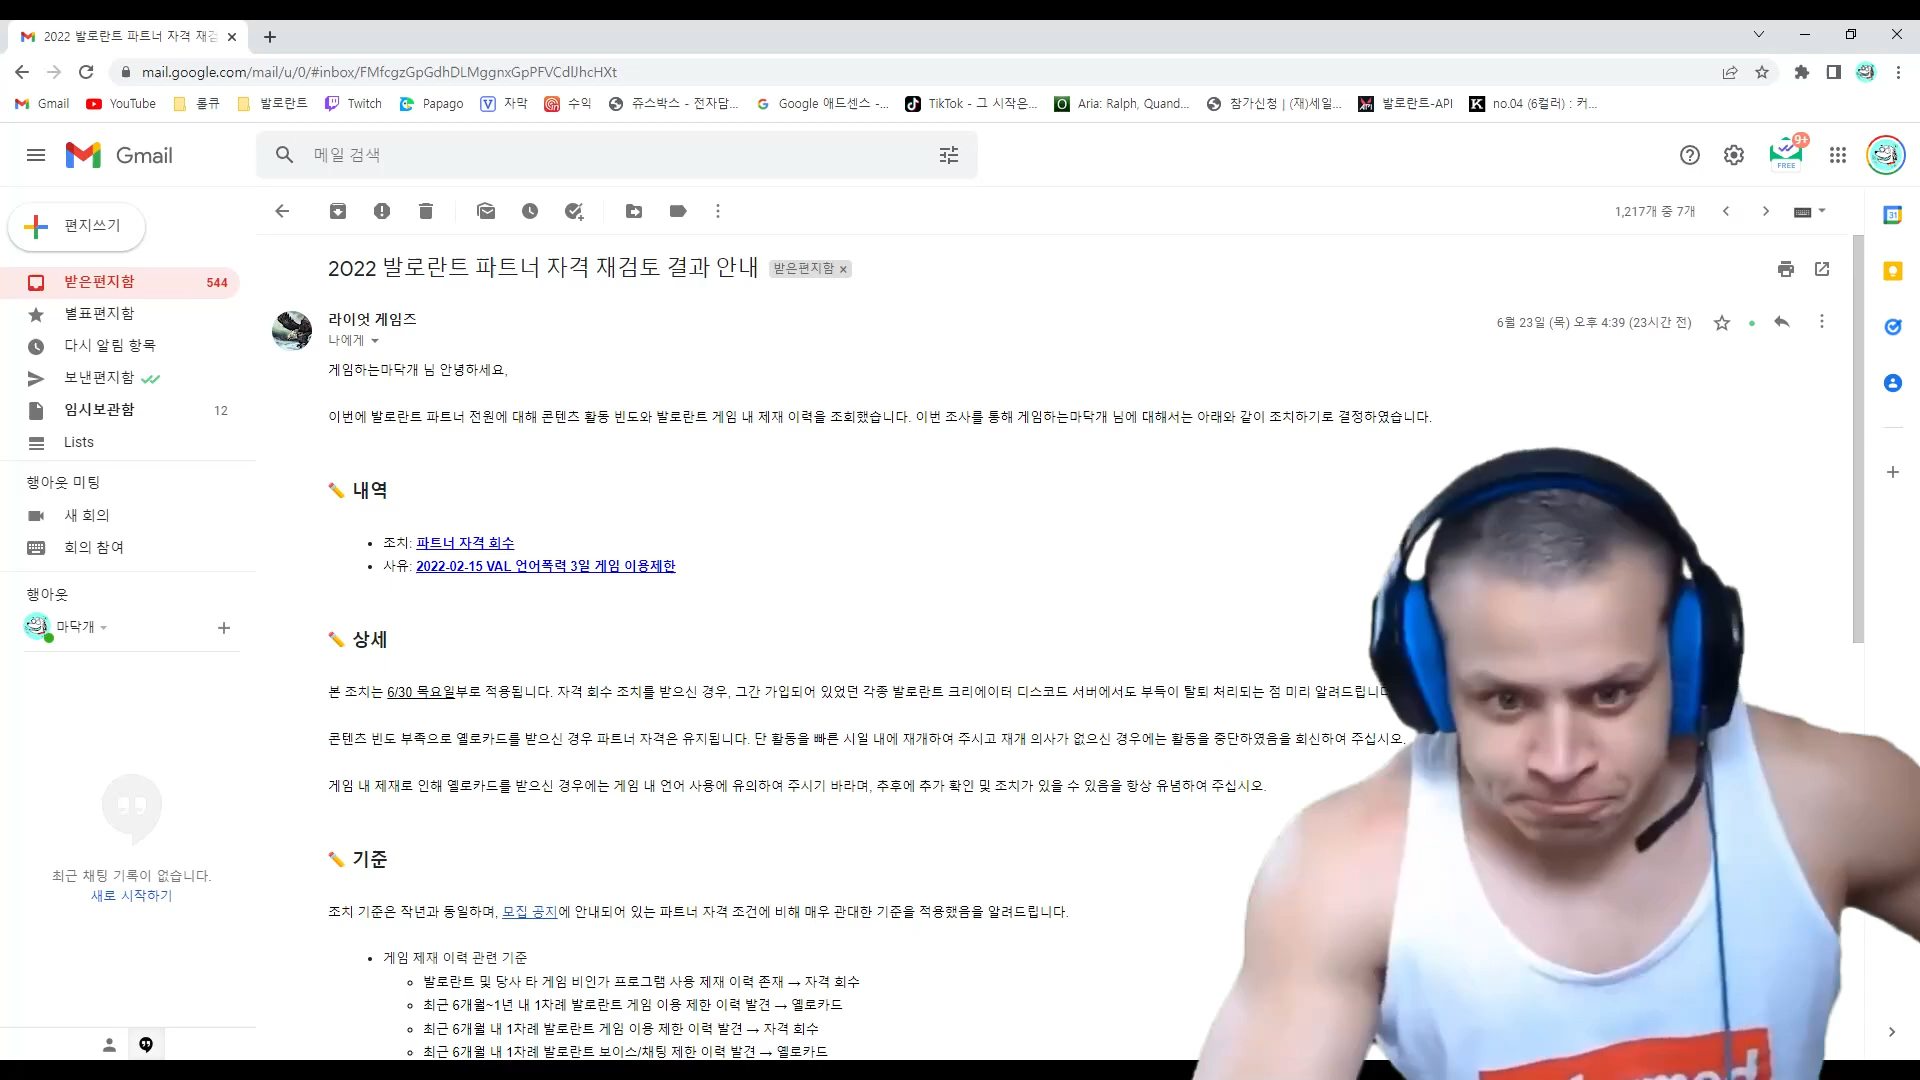 2022 발로란트 파트너 자격 재검
mail.google.com/mail/u/0/#inbox/FMfcgzGpGdhDLMggnxGpPFVCdlJhcHXt
Gmail YouTube 롤큐 발로란트 Twitch Papago 자막 수익 쥬스박스 - 전자담... Google 애드센스 -... TikTok - 그 시작은... Aria: Ralph, Quand... 참가신청 | (재)세일... 발로란트-API no.04 (6컬러) : 커...
Gmail 메일 검색 9+ FREE
편지쓰기
1,217개 중 7개
31
받은편지함 544
별표편지함
다시 알림 항목
보낸편지함
임시보관함 12
Lists
행아웃 미팅
새 회의
회의 참여
행아웃
마닥개
최근 채팅 기록이 없습니다.
새로 시작하기
2022 발로란트 파트너 자격 재검토 결과 안내 받은편지함 x
라이엇 게임즈 6월 23일 (목) 오후 4:39 (23시간 전)
나에게
게임하는마닥개 님 안녕하세요,
이번에 발로란트 파트너 전원에 대해 콘텐츠 활동 빈도와 발로란트 게임 내 제재 이력을 조회했습니다. 이번 조사를 통해 게임하는마닥개 님에 대해서는 아래와 같이 조치하기로 결정하였습니다.
✏️ 내역
• 조치: 파트너 자격 회수
• 사유: 2022-02-15 VAL 언어폭력 3일 게임 이용제한
✏️ 상세
본 조치는 6/30 목요일부로 적용됩니다. 자격 회수 조치를 받으신 경우, 그간 가입되어 있었던 각종 발로란트 크리에이터 디스코드 서버에서도 부득이 탈퇴 처리되는 점 미리 알려드립니다
콘텐츠 빈도 부족으로 옐로카드를 받으신 경우 파트너 자격은 유지됩니다. 단 활동을 빠른 시일 내에 재개하여 주시고 재개 의사가 없으신 경우에는 활동을 중단하였음을 회신하여 주십시오.
게임 내 제재로 인해 옐로카드를 받으신 경우에는 게임 내 언어 사용에 유의하여 주시기 바라며, 추후에 추가 확인 및 조치가 있을 수 있음을 항상 유념하여 주십시오.
✏️ 기준
조치 기준은 작년과 동일하며, 모집 공지에 안내되어 있는 파트너 자격 조건에 비해 매우 관대한 기준을 적용했음을 알려드립니다.
• 게임 제재 이력 관련 기준
◦ 발로란트 및 당사 타 게임 비인가 프로그램 사용 제재 이력 존재 → 자격 회수
◦ 최근 6개월~1년 내 1차례 발로란트 게임 이용 제한 이력 발견 → 옐로카드
◦ 최근 6개월 내 1차례 발로란트 게임 이용 제한 이력 발견 → 자격 회수
◦ 최근 6개월 내 1차례 발로란트 보이스/채팅 제한 이력 발견 → 옐로카드